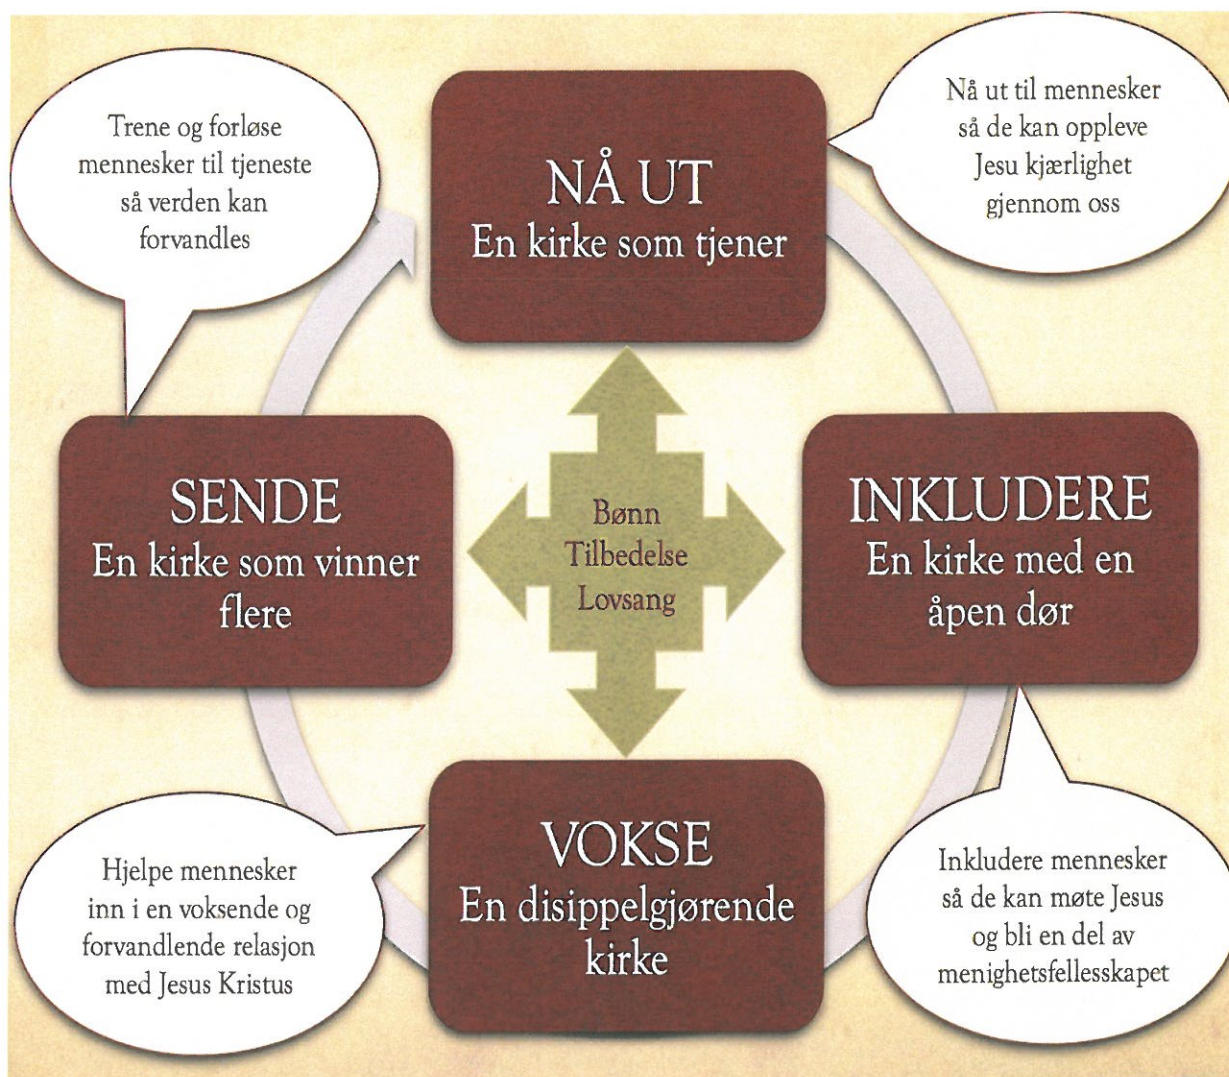 NÅ UT
En kirke som tjener
Nå ut til mennesker
så de kan oppleve
Jesu kjærlighet
gjennom oss
INKLUDERE
En kirke med en
åpen dør
Inkludere mennesker
så de kan møte Jesus
og bli en del av
menighetsfellesskapet
VOKSE
En disippelgjørende
kirke
Hjelpe mennesker
inn i en voksende og
forvandlende relasjon
med Jesus Kristus
SENDE
En kirke som vinner
flere
Trene og forløse
mennesker til tjeneste
så verden kan
forvandles
Bønn
Tilbedelse
Lovsang